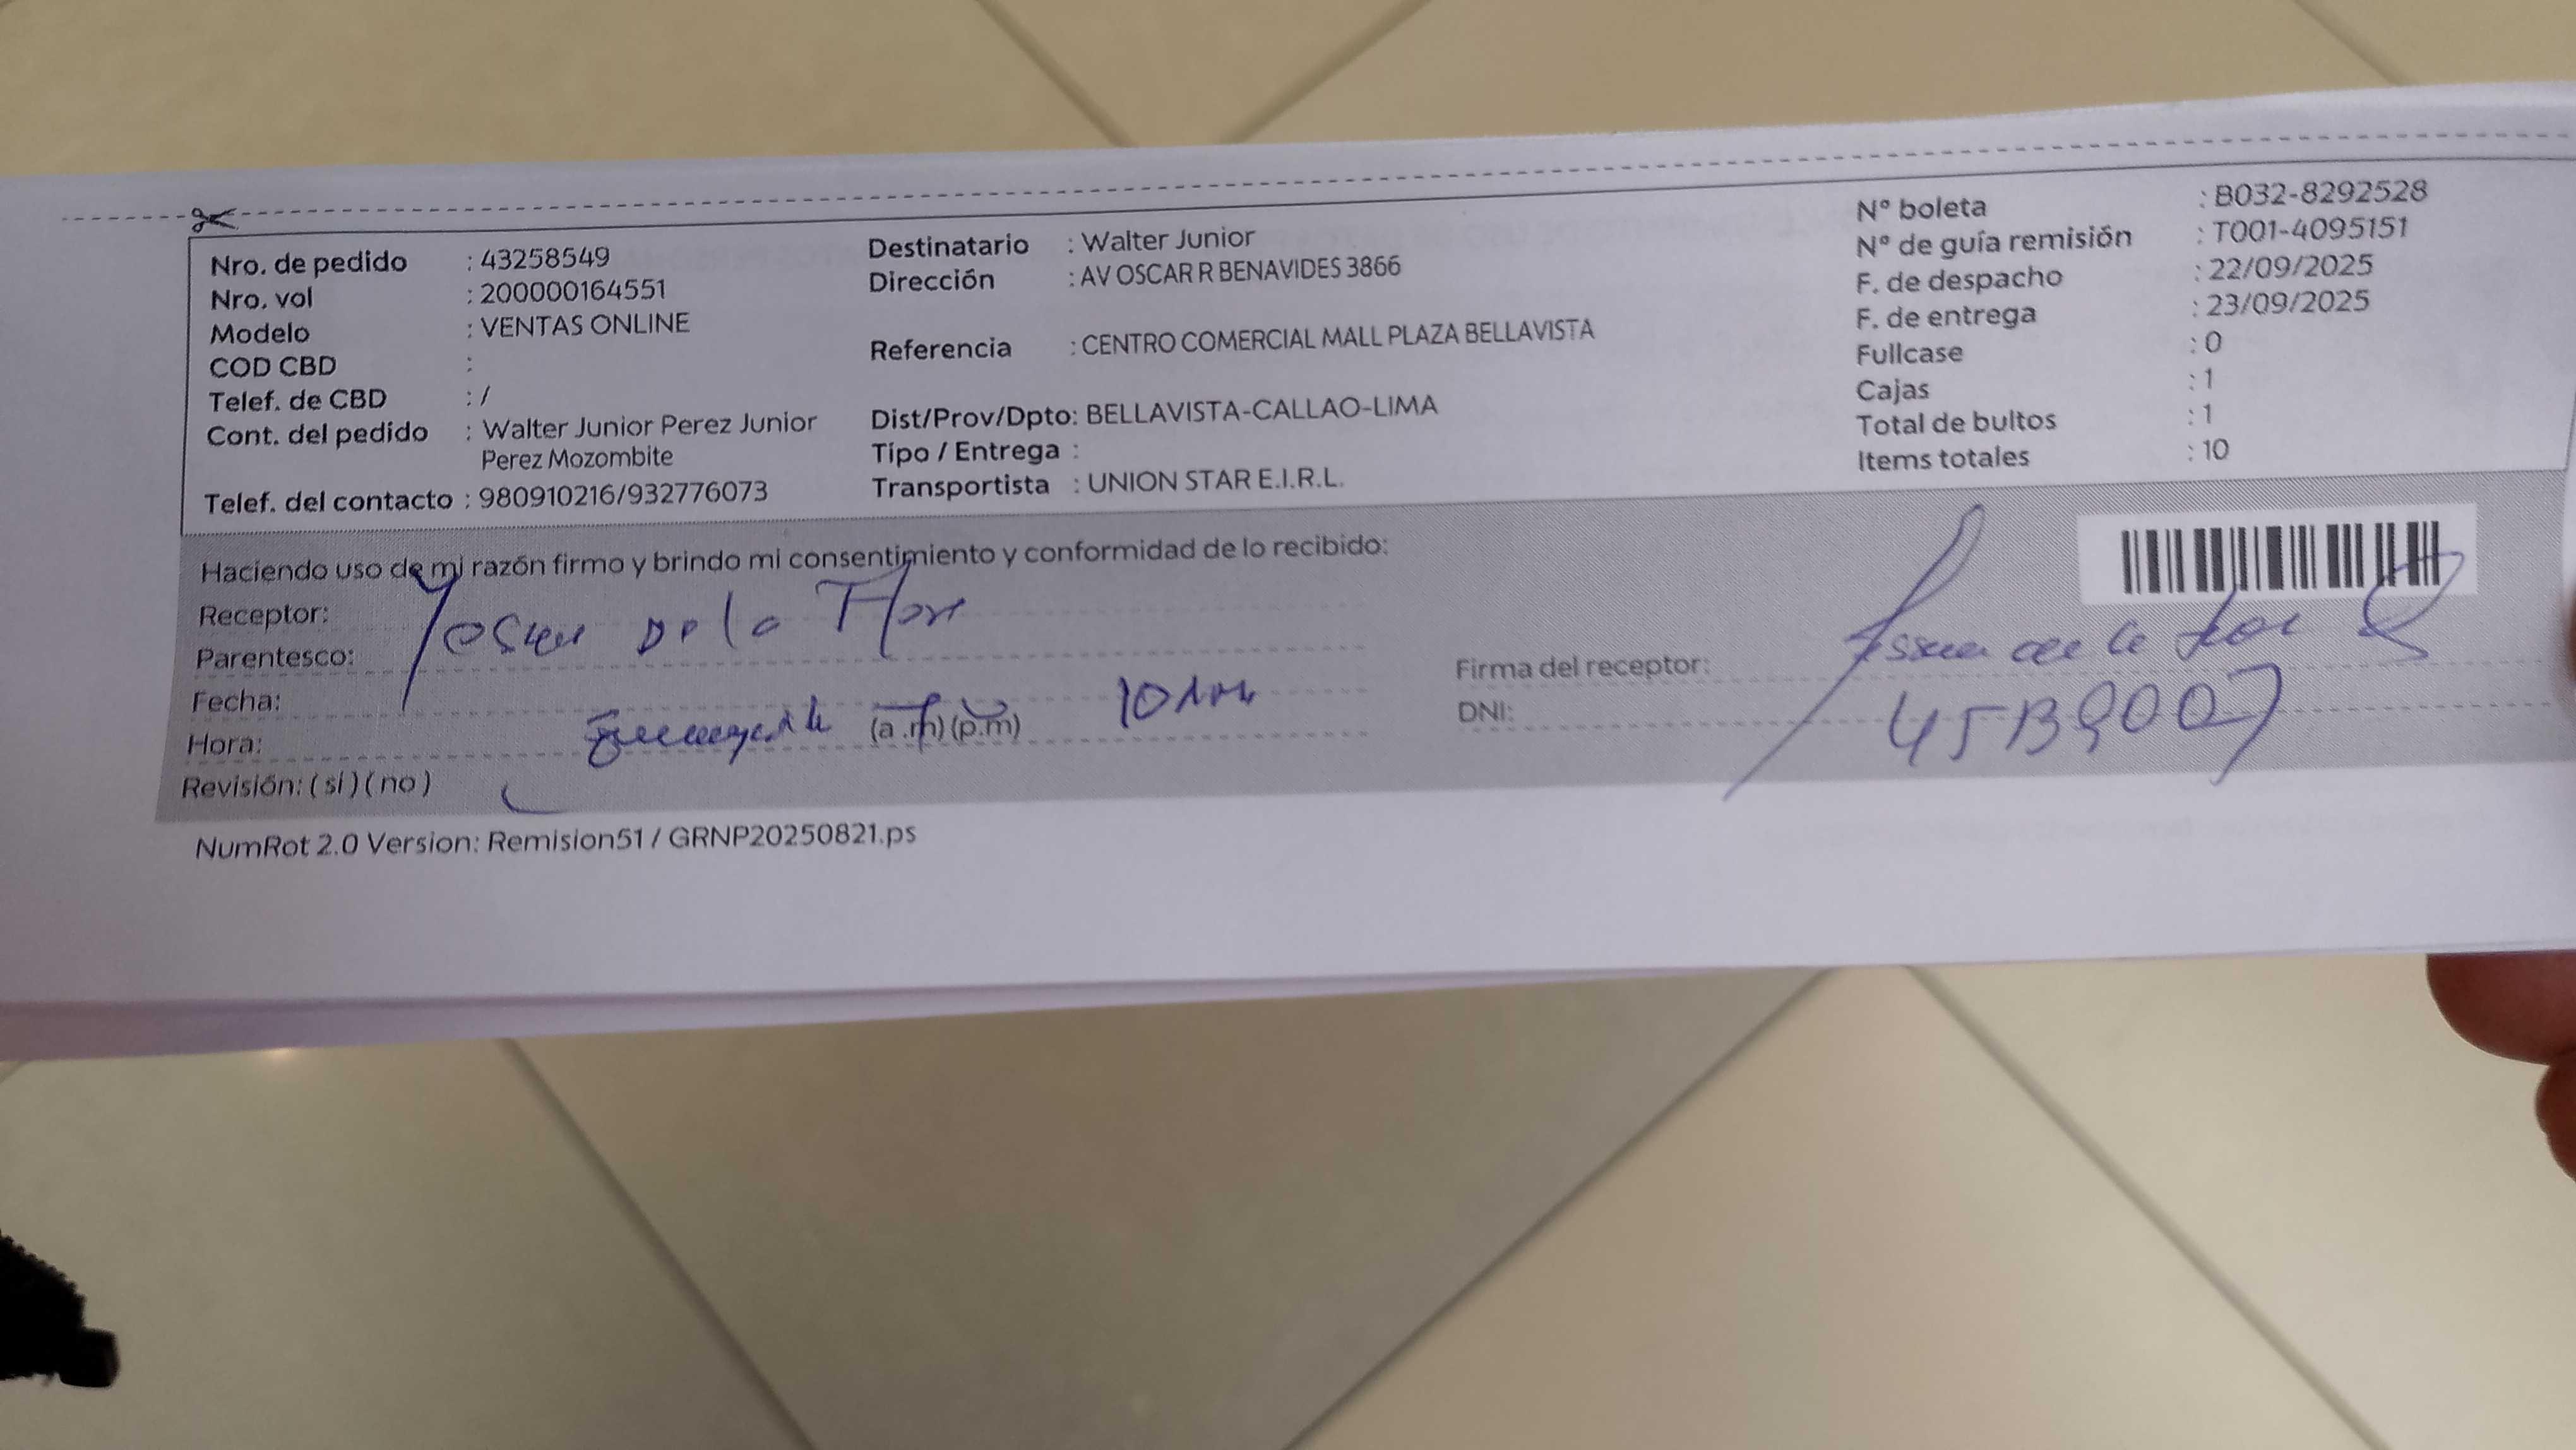 Nro. de pedido : 43258549
Nro. vol : 200000164551
Modelo : VENTAS ONLINE
COD CBD :
Telef. de CBD : /
Cont. del pedido : Walter Junior Perez Junior
Perez Mozombite
Telef. del contacto : 980910216/932776073
Destinatario : Walter Junior
Dirección : AV OSCAR R BENAVIDES 3866
Referencia : CENTRO COMERCIAL MALL PLAZA BELLAVISTA
Dist/Prov/Dpto: BELLAVISTA-CALLAO-LIMA
Tipo / Entrega :
Transportista : UNION STAR E.I.R.L.
N° boleta : B032-8292528
N° de guía remisión : T001-4095151
F. de despacho : 22/09/2025
F. de entrega : 23/09/2025
Fullcase : 0
Cajas : 1
Total de bultos : 1
Items totales : 10
Haciendo uso de mi razón firmo y brindo mi consentimiento y conformidad de lo recibido:
Receptor: De la
Parentesco:
Fecha:
Hora: (a.m) (p.m)
Revisión: ( si ) ( no )
Firma del receptor:
DNI:
NumRot 2.0 Version: Remision51 / GRNP20250821.ps